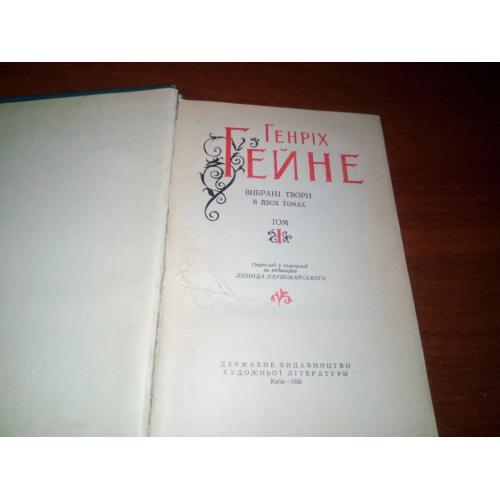 ГЕНРІХ
ГЕЙНЕ
ВИБРАНІ ТВОРИ
В ДВОХ ТОМАХ
ТОМ
I
Переклад з німецької
за редакцією
ЛЕОНІДА ПЕРВОМАЙСЬКОГО
ДЕРЖАВНЕ ВИДАВНИЦТВО
ХУДОЖНЬОЇ ЛІТЕРАТУРИ
Київ—1956